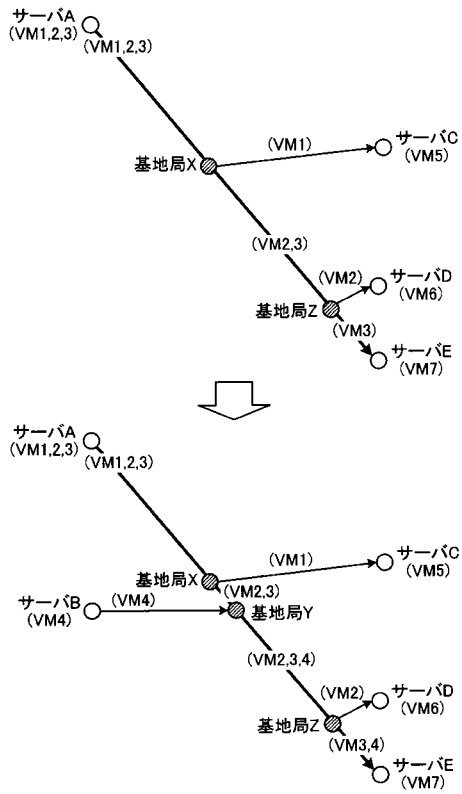 サーバA
(VM1,2,3)
(VM1,2,3)
基地局X
(VM1)
サーバC
(VM5)
(VM2,3)
(VM2)
サーバD
(VM6)
基地局Z
(VM3)
サーバE
(VM7)
サーバA
(VM1,2,3)
(VM1,2,3)
基地局X
(VM1)
サーバC
(VM5)
(VM2,3)
サーバB
(VM4)
(VM4)
基地局Y
(VM2,3,4)
(VM2)
サーバD
(VM6)
基地局Z
(VM3,4)
サーバE
(VM7)